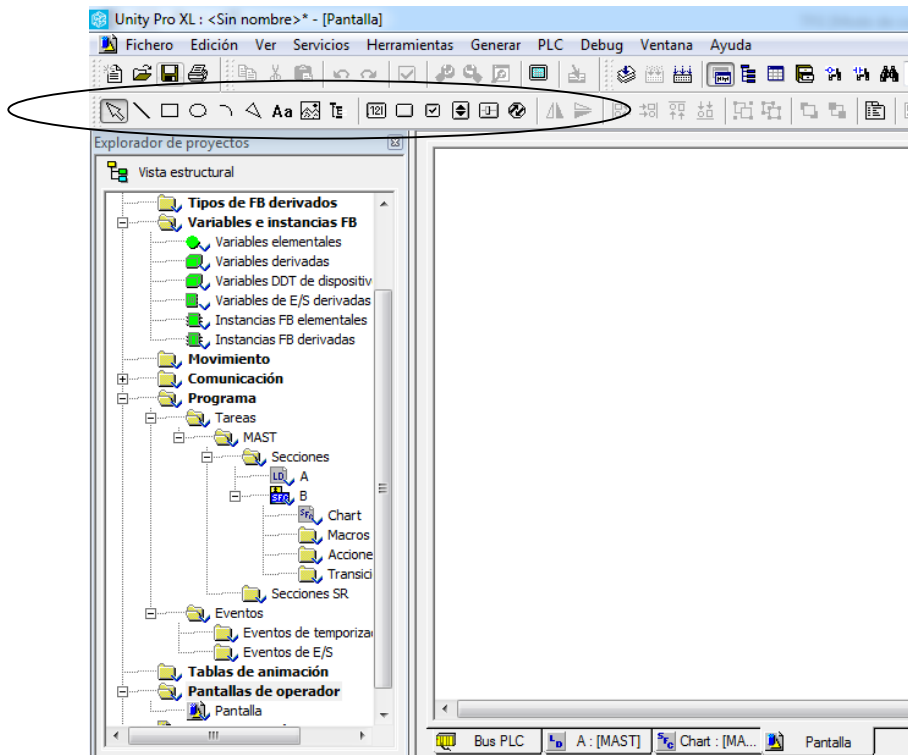 Unity Pro XL : <Sin nombre>* - [Pantalla]
Fichero Edición Ver Servicios Herramientas Generar PLC Debug Ventana Ayuda
Aa
Explorador de proyectos
Vista estructural
Tipos de FB derivados
Variables e instancias FB
Variables elementales
Variables derivadas
Variables DDT de dispositiv
Variables de E/S derivadas
Instancias FB elementales
Instancias FB derivadas
Movimiento
Comunicación
Programa
Tareas
MAST
Secciones
LD A
SFC B
Chart
Macros
Accione
Transici
Secciones SR
Eventos
Eventos de temporiza
Eventos de E/S
Tablas de animación
Pantallas de operador
Pantalla
Bus PLC A : [MAST] Chart : [MA... Pantalla